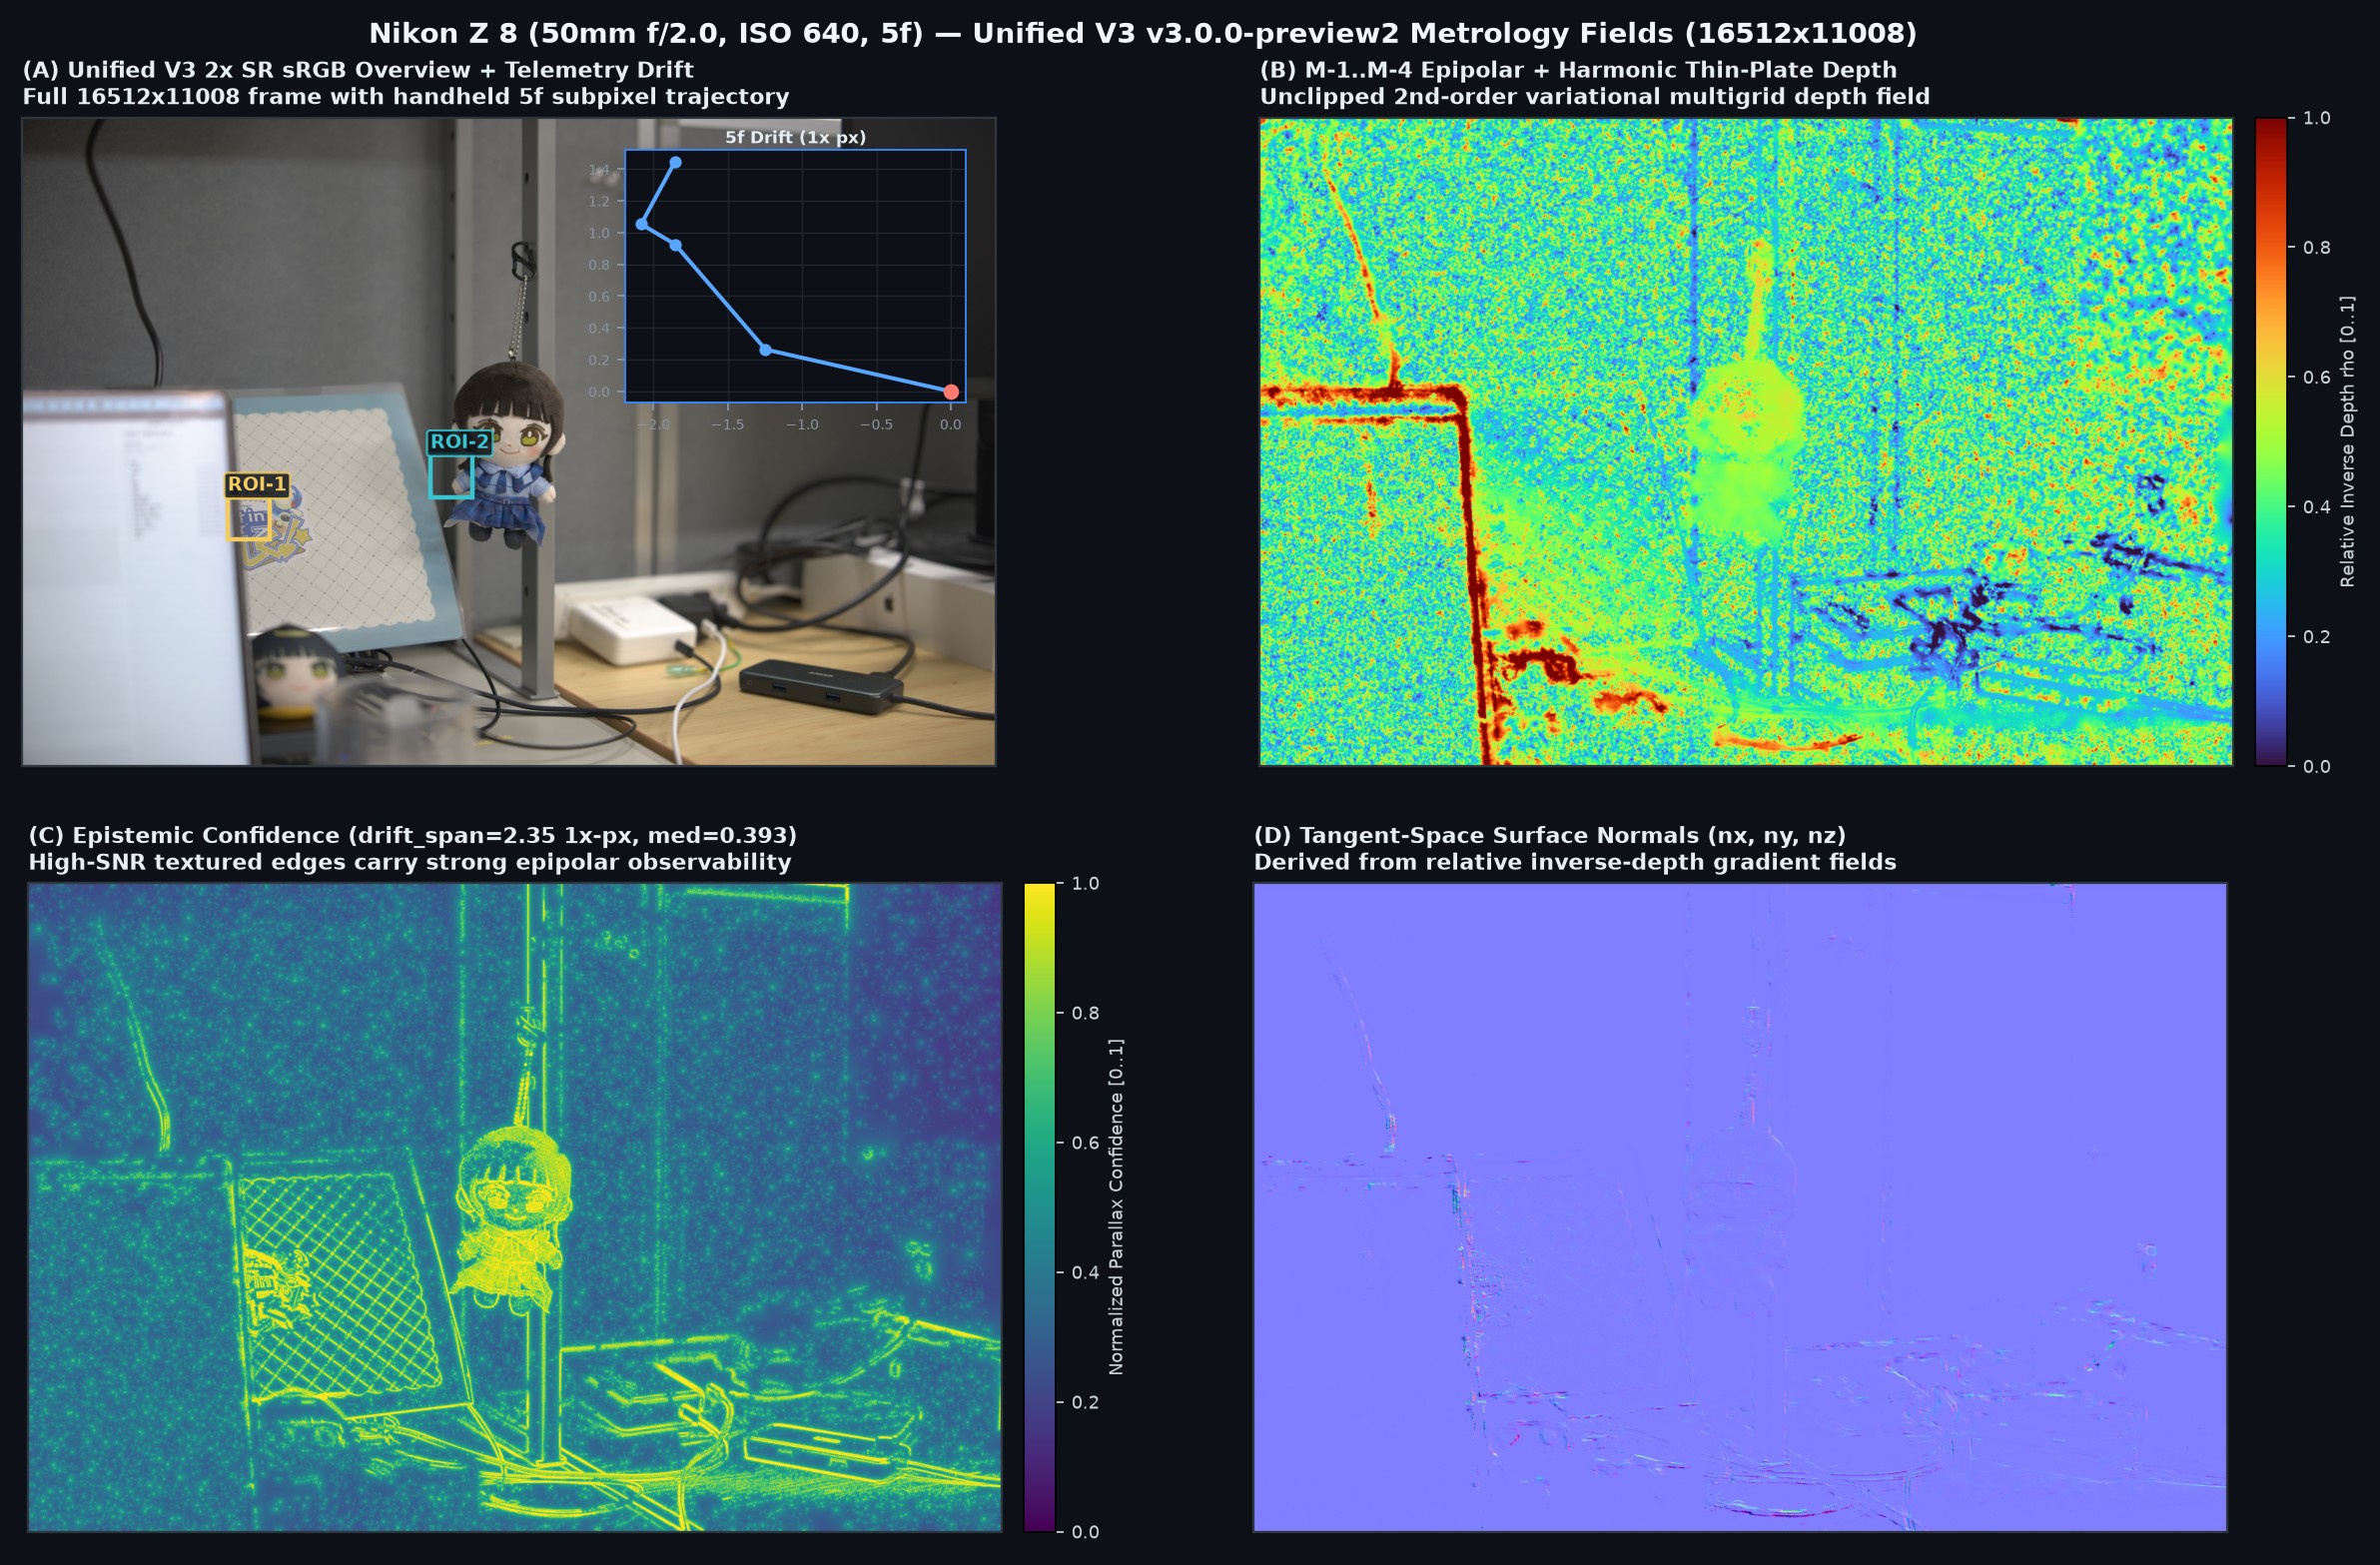 Nikon Z 8 (50mm f/2.0, ISO 640, 5f) — Unified V3 v3.0.0-preview2 Metrology Fields (16512x11008)
(A) Unified V3 2x SR sRGB Overview + Telemetry Drift
Full 16512x11008 frame with handheld 5f subpixel trajectory
5f Drift (1x px)
1.4
1.2
1.0
0.8
0.6
0.4
0.2
0.0
−2.0 −1.5 −1.0 −0.5 0.0
ROI-2
ROI-1
in
(B) M-1..M-4 Epipolar + Harmonic Thin-Plate Depth
Unclipped 2nd-order variational multigrid depth field
1.0
0.8
0.6
0.4
0.2
0.0
Relative Inverse Depth rho [0..1]
(C) Epistemic Confidence (drift_span=2.35 1x-px, med=0.393)
High-SNR textured edges carry strong epipolar observability
1.0
0.8
0.6
0.4
0.2
0.0
Normalized Parallax Confidence [0..1]
(D) Tangent-Space Surface Normals (nx, ny, nz)
Derived from relative inverse-depth gradient fields